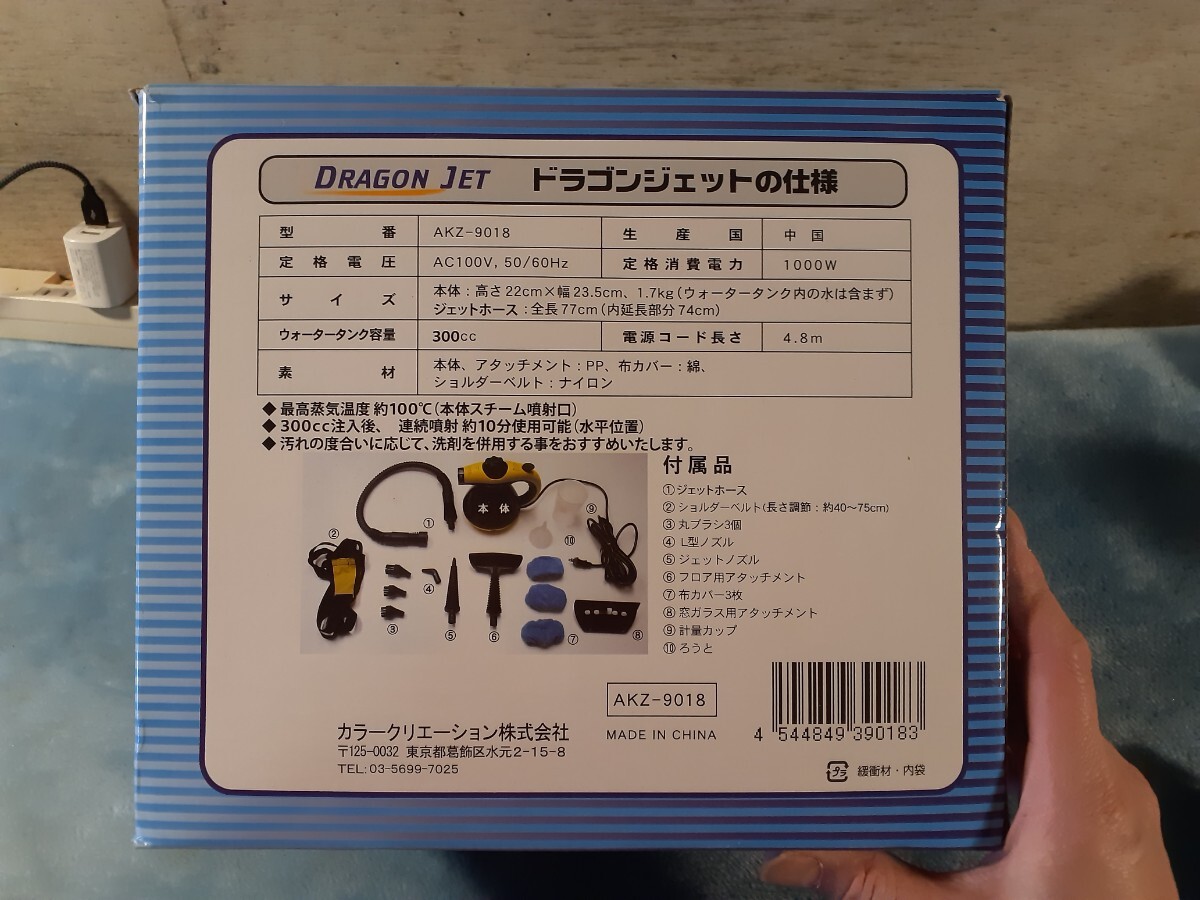 DRAGON JET ドラゴンジェットの仕様
型番 AKZ-9018 生産国 中国
定格電圧 AC100V, 50/60Hz 定格消費電力 1000W
サイズ 本体：高さ22cm×幅23.5cm、1.7kg（ウォータータンク内の水は含まず）
ジェットホース：全長77cm（内延長部分74cm）
ウォータータンク容量 300cc 電源コード長さ 4.8m
素材 本体、アタッチメント：PP、布カバー：綿、
ショルダーベルト：ナイロン
◆ 最高蒸気温度 約100℃（本体スチーム噴射口）
◆ 300cc注入後、 連続噴射 約10分使用可能（水平位置）
◆ 汚れの度合いに応じて、洗剤を併用する事をおすすめいたします。
本体
① ② ③ ④ ⑤ ⑥ ⑦ ⑧ ⑨ ⑩
付属品
①ジェットホース
②ショルダーベルト（長さ調節：約40〜75cm）
③丸ブラシ3個
④L型ノズル
⑤ジェットノズル
⑥フロア用アタッチメント
⑦布カバー3枚
⑧窓ガラス用アタッチメント
⑨計量カップ
⑩ろうと
AKZ-9018
MADE IN CHINA
4 544849 390183
カラークリエーション株式会社
〒125-0032 東京都葛飾区水元2-15-8
TEL：03-5699-7025
プラ 緩衝材・内袋